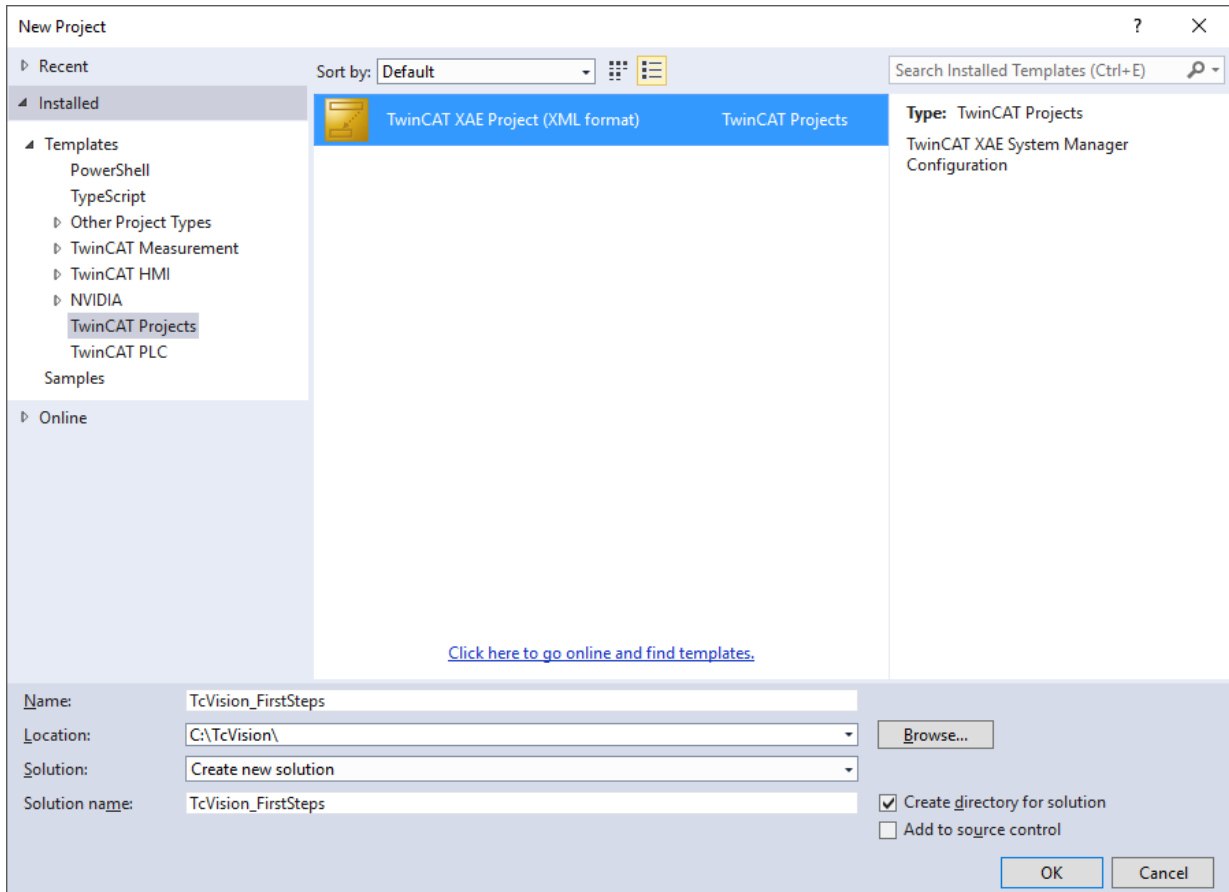 New Project
?
Recent
Sort by: Default
Search Installed Templates (Ctrl+E)
Installed
TwinCAT XAE Project (XML format) TwinCAT Projects
Type: TwinCAT Projects
TwinCAT XAE System Manager
Configuration
Templates
PowerShell
TypeScript
Other Project Types
TwinCAT Measurement
TwinCAT HMI
NVIDIA
TwinCAT Projects
TwinCAT PLC
Samples
Online
Click here to go online and find templates.
Name: TcVision_FirstSteps
Location: C:\TcVision\
Browse...
Solution: Create new solution
Solution name: TcVision_FirstSteps
Create directory for solution
Add to source control
OK Cancel